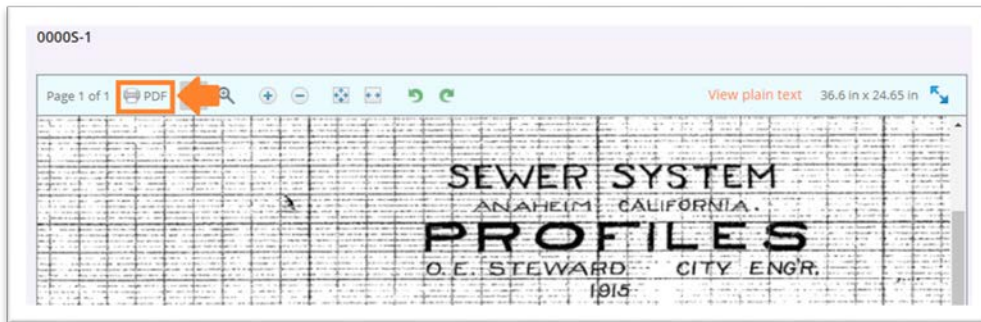 0000S-1
Page 1 of 1 PDF View plain text 36.6 in x 24.65 in
SEWER SYSTEM
ANAHEIM CALIFORNIA.
PROFILES
O.E. STEWARD CITY ENG'R.
1915